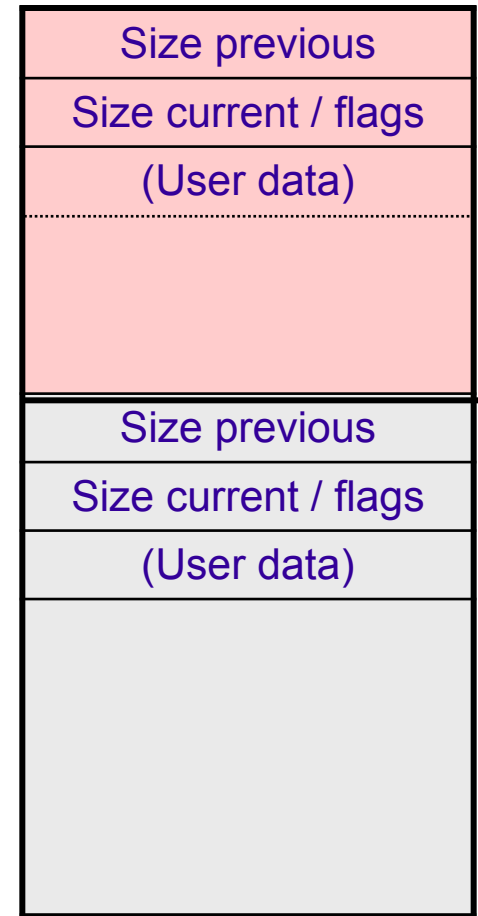 Size previous
Size current / flags
(User data)
Size previous
Size current / flags
(User data)